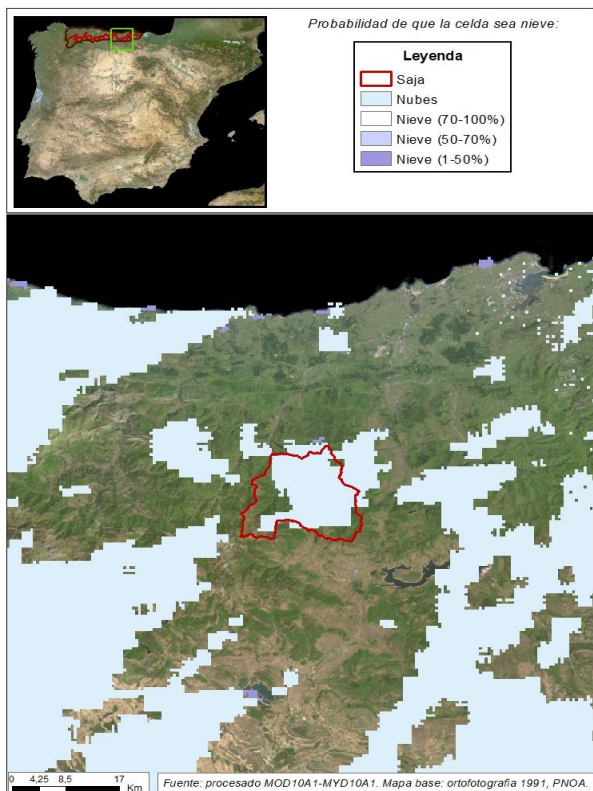 Probabilidad de que la celda sea nieve:
Leyenda
Saja
Nubes
Nieve (70-100%)
Nieve (50-70%)
Nieve (1-50%)
0 4,25 8,5 17
Km
Fuente: procesado MOD10A1-MYD10A1. Mapa base: ortofotografia 1991, PNOA.